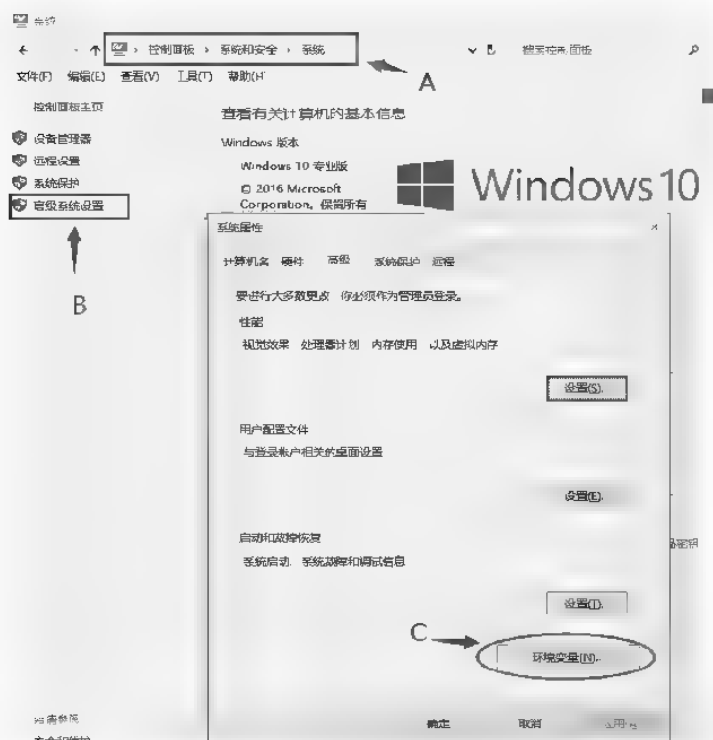 系统
控制面板 › 系统和安全 › 系统
搜索控制面板
A
文件(F) 编辑(E) 查看(V) 工具(T) 帮助(H)
控制面板主页
查看有关计算机的基本信息
设备管理器
Windows 版本
远程设置
Windows 10 专业版
系统保护
© 2016 Microsoft
Corporation。保留所有
Windows 10
高级系统设置
B
系统属性
计算机名 硬件 高级 系统保护 远程
要进行大多数更改 你必须作为管理员登录。
性能
视觉效果 处理器计划 内存使用 以及虚拟内存
设置(S)...
用户配置文件
与登录帐户相关的桌面设置
设置(E)...
启动和故障恢复
系统启动、系统故障和调试信息
品密钥
设置(T)...
C
环境变量(N)...
另请参阅
确定 取消 应用(A)
安全和维护